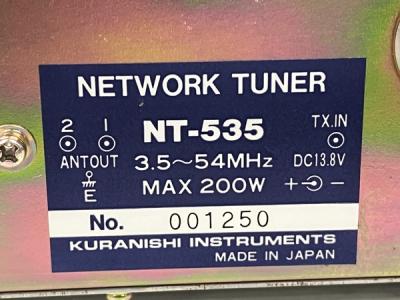 NETWORK TUNER
2 1 NT-535 TX.IN
ANTOUT 3.5~54MHz DC13.8V
E MAX 200W + -
No. 001250
KURANISHI INSTRUMENTS
MADE IN JAPAN